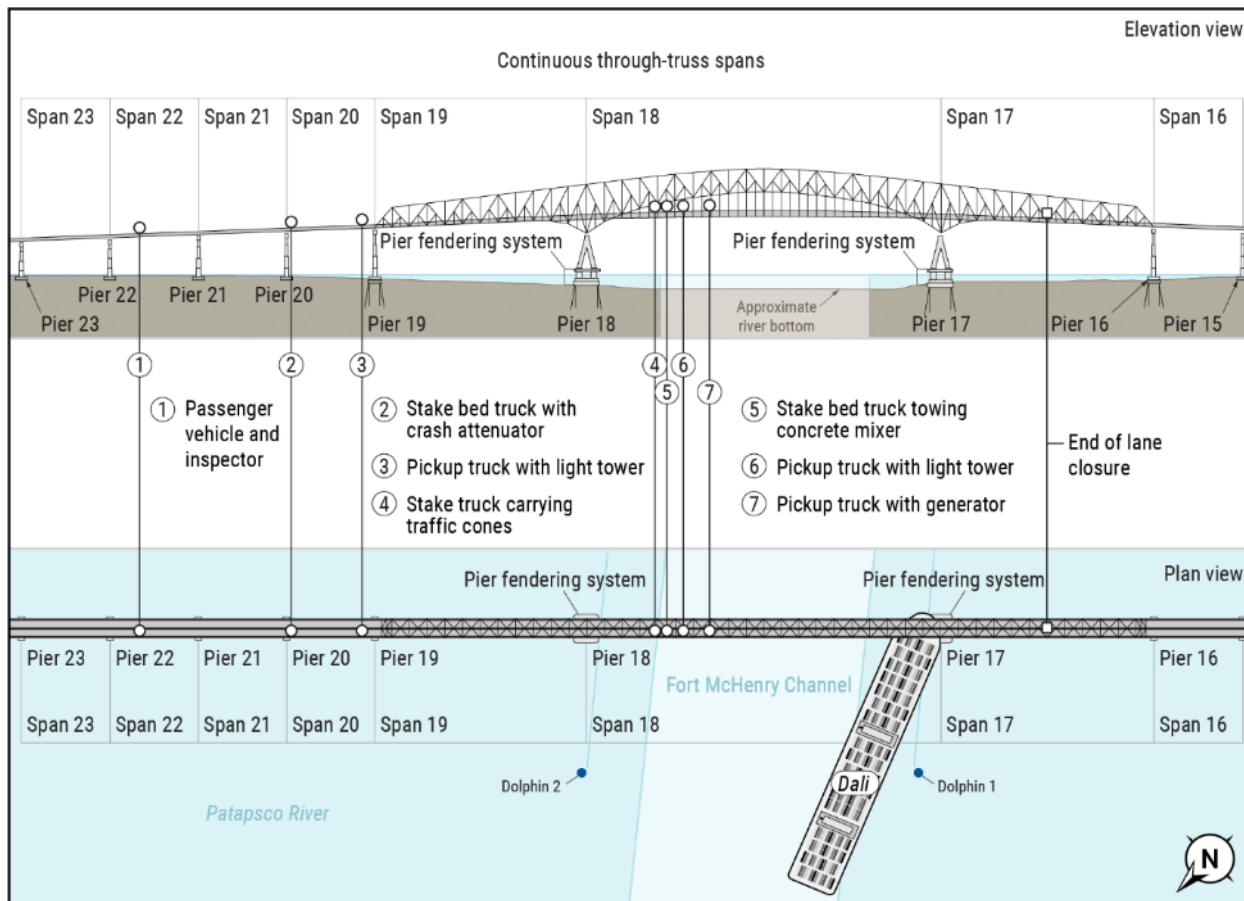 Elevation view
Continuous through-truss spans
Span 23 Span 22 Span 21 Span 20 Span 19 Span 18 Span 17 Span 16
Pier fendering system Pier fendering system
Pier 22 Pier 21 Pier 20
Approximate
river bottom
Pier 23 Pier 19 Pier 18 Pier 17 Pier 16 Pier 15
1 2 3 4 6
5 7
1 Passenger
vehicle and
inspector
2 Stake bed truck with
crash attenuator
3 Pickup truck with light tower
4 Stake truck carrying
traffic cones
5 Stake bed truck towing
concrete mixer
6 Pickup truck with light tower
7 Pickup truck with generator
End of lane
closure
Plan view
Pier fendering system Pier fendering system
Pier 23 Pier 22 Pier 21 Pier 20 Pier 19 Pier 18 Pier 17 Pier 16
Fort McHenry Channel
Span 23 Span 22 Span 21 Span 20 Span 19 Span 18 Span 17 Span 16
Dolphin 2 Dali Dolphin 1
Patapsco River
N